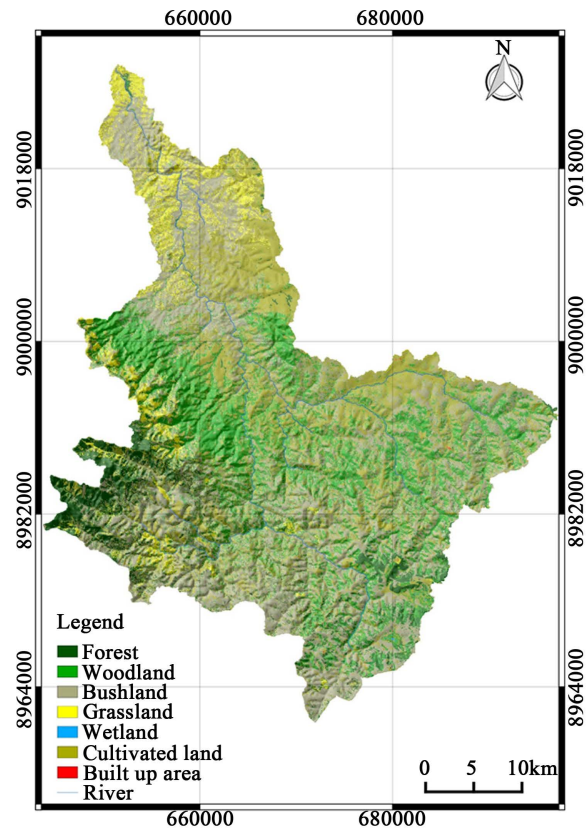 660000 680000
N
9018000 9018000
9000000 9000000
8982000 8982000
8964000 8964000
Legend
Forest
Woodland
Bushland
Grassland
Wetland
Cultivated land
Built up area
River
0 5 10km
660000 680000